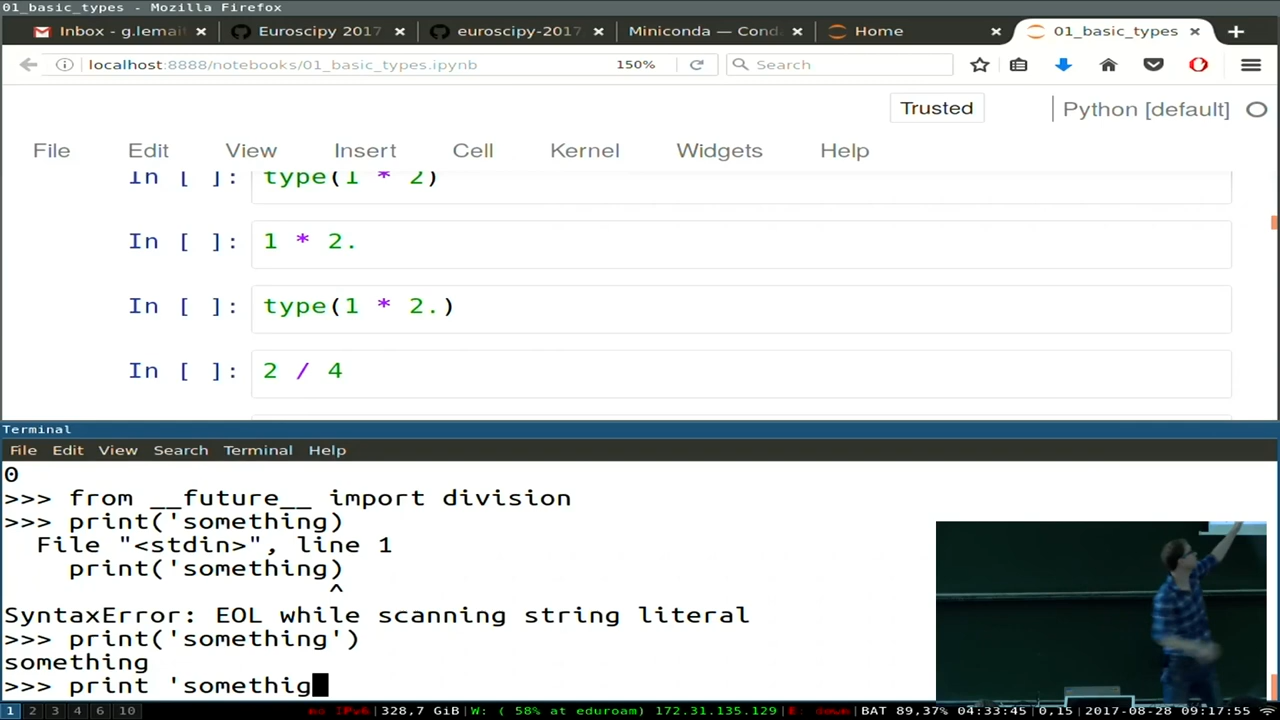 01_basic_types - Mozilla Firefox
Inbox - g.lemait
Euroscipy 2017
euroscipy-2017
Miniconda — Cond
Home
01_basic_types
localhost:8888/notebooks/01_basic_types.ipynb
150%
Search
Trusted
Python [default]
File Edit View Insert Cell Kernel Widgets Help
In [ ]: type(1 * 2)
In [ ]: 1 * 2.
In [ ]: type(1 * 2.)
In [ ]: 2 / 4
Terminal
File Edit View Search Terminal Help
0
>>> from __future__ import division
>>> print('something)
File "<stdin>", line 1
print('something)
^
SyntaxError: EOL while scanning string literal
>>> print('something')
something
>>> print 'somethig
1 2 3 4 6 10 no IPv6|328,7 GiB|W: ( 58% at eduroam) 172.31.135.129|E: down|BAT 89,37% 04:33:45|0,15|2017-08-28 09:17:55